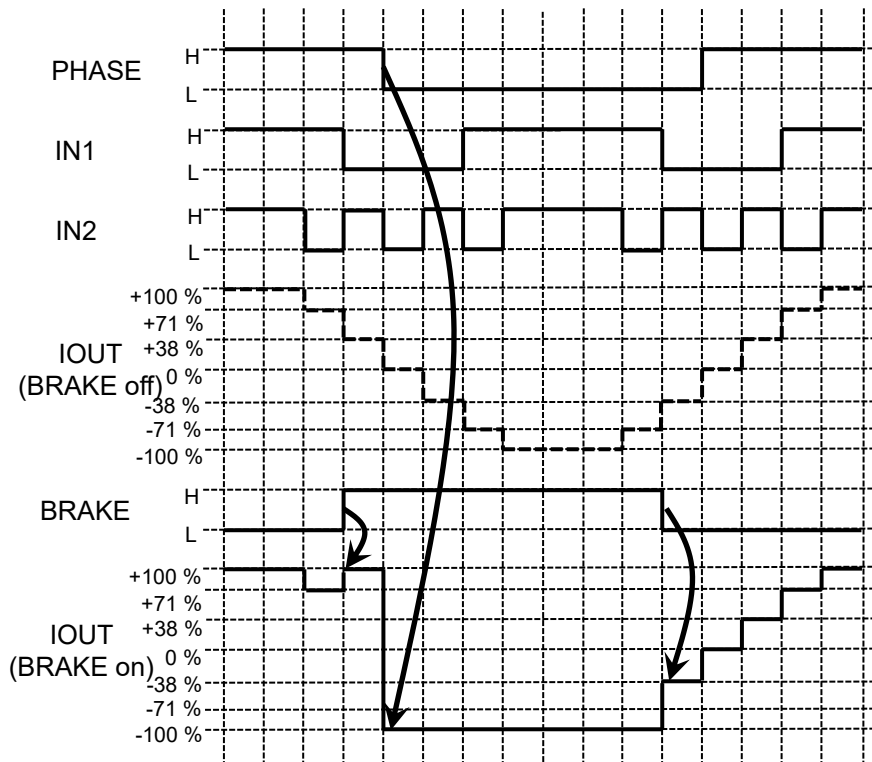 PHASE
H
L
IN1
H
L
IN2
H
L
IOUT
(BRAKE off)
+100 %
+71 %
+38 %
0 %
-38 %
-71 %
-100 %
BRAKE
H
L
IOUT
(BRAKE on)
+100 %
+71 %
+38 %
0 %
-38 %
-71 %
-100 %